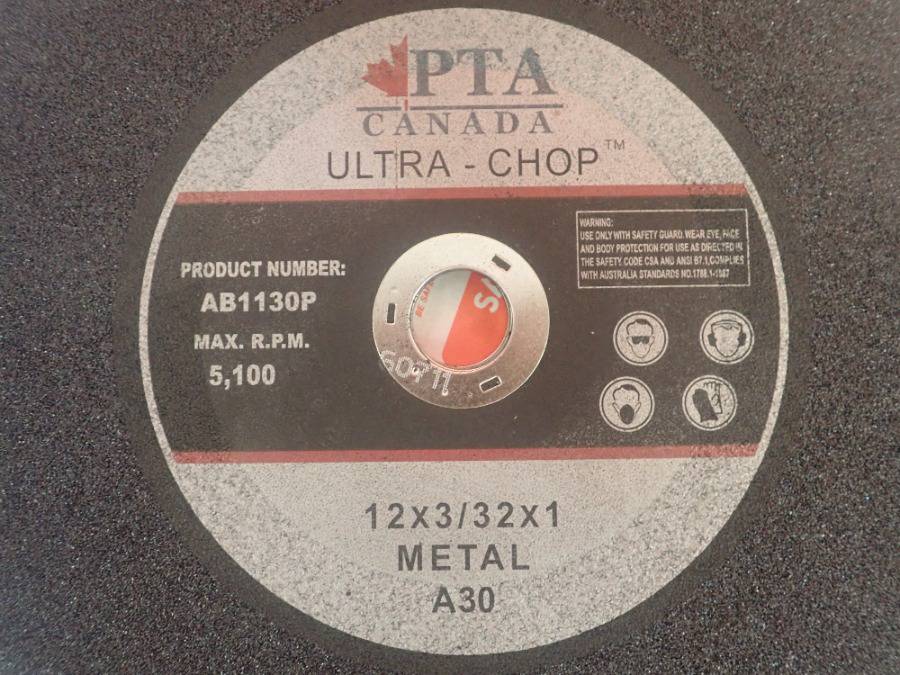 PTA
CANADA
ULTRA - CHOP™
PRODUCT NUMBER:
AB1130P
MAX. R.P.M.
5,100
WARNING:
USE ONLY WITH SAFETY GUARD. WEAR EYE, FACE
AND BODY PROTECTION FOR USE AS DIRECTED IN
THE SAFETY. CODE CSA AND ANSI B7.1,COMPLIES
WITH AUSTRALIA STANDARDS NO.1788.1-1987
BE SAF
12x3/32x1
METAL
A30